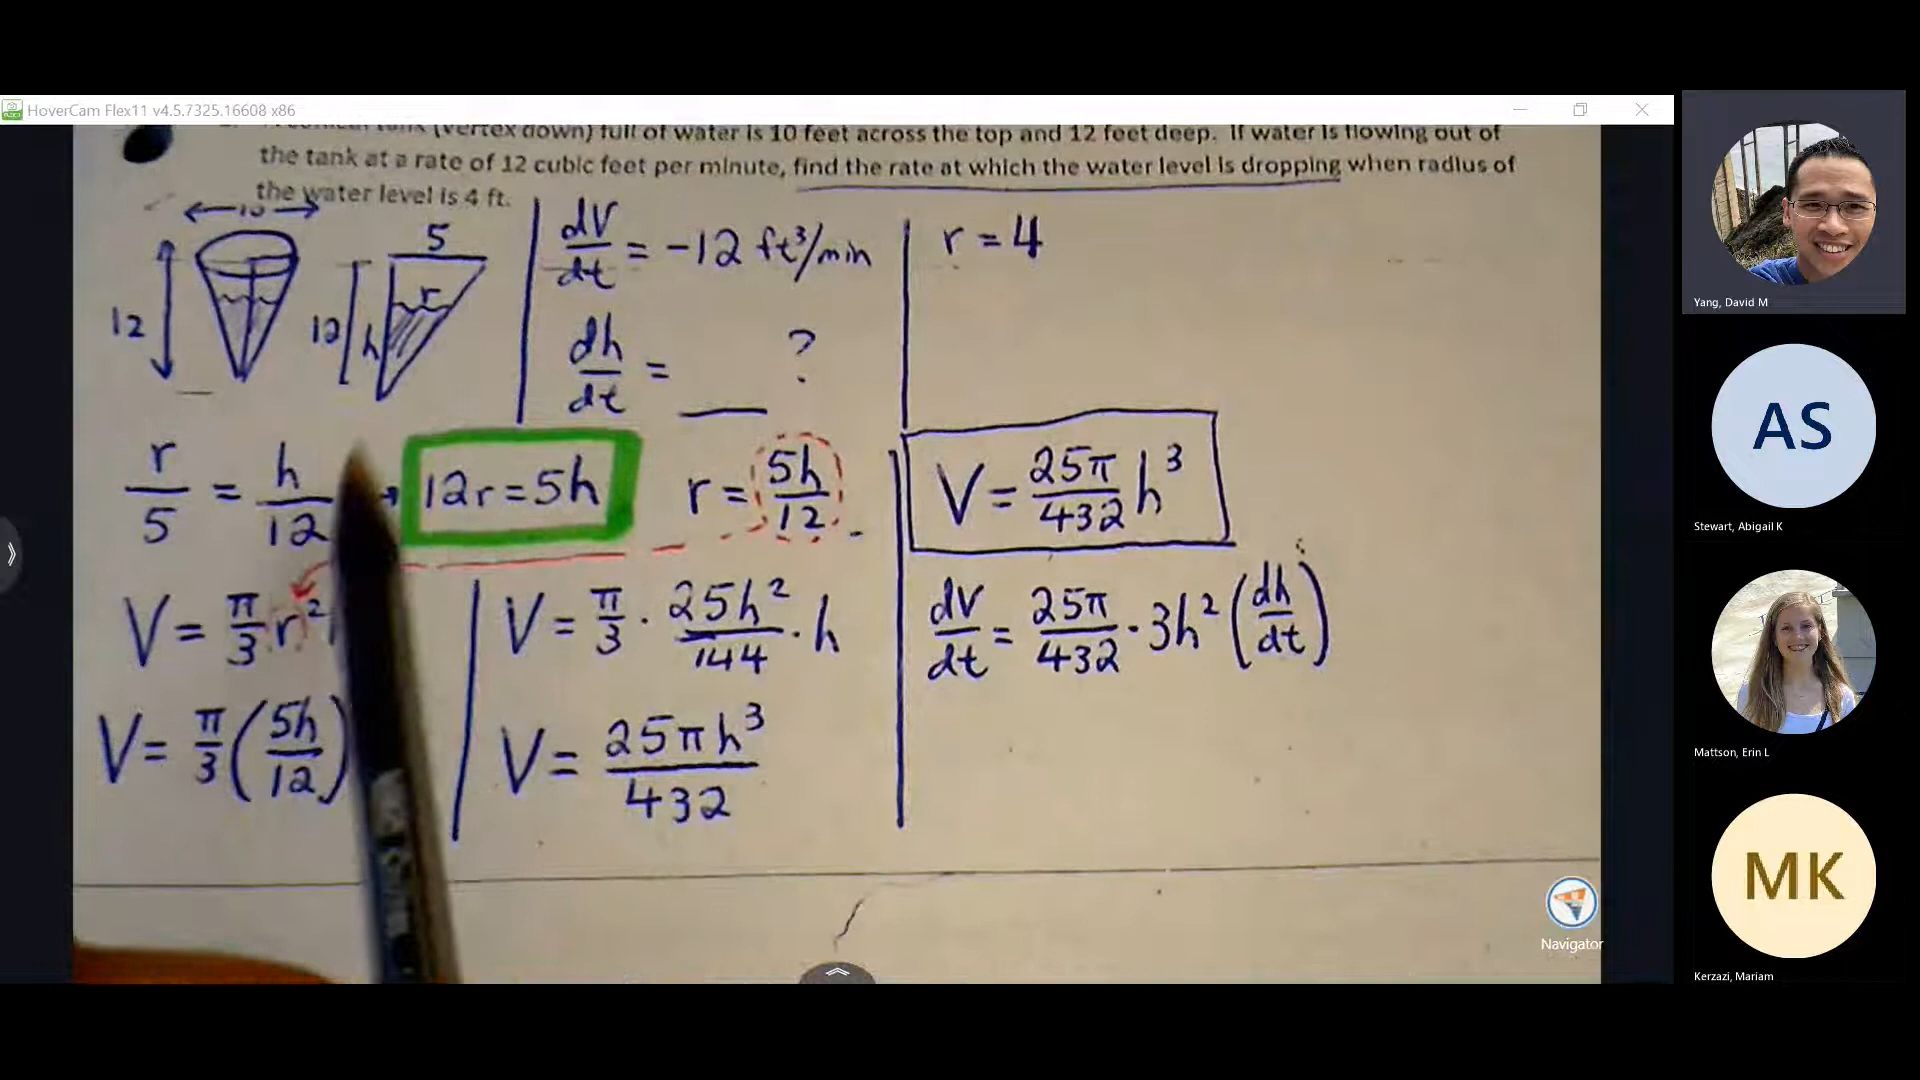 HoverCam Flex11 v4.5.7325.16608 x86
tank (vertex down) full of water is 10 feet across the top and 12 feet deep. If water is flowing out of
the tank at a rate of 12 cubic feet per minute, find the rate at which the water level is dropping when radius of
the water level is 4 ft.
10
12
5
r
12
h
dV/dt = -12 ft³/min
dh/dt = ___ ?
r = 4
r/5 = h/12
12r = 5h
r = 5h/12
V = π/3 r²
V = π/3 (5h/12)
V = π/3 · 25h²/144 · h
V = 25πh³/432
V = 25π/432 h³
dV/dt = 25π/432 · 3h² (dh/dt)
Navigator
Yang, David M
AS
Stewart, Abigail K
Mattson, Erin L
MK
Kerzazi, Mariam